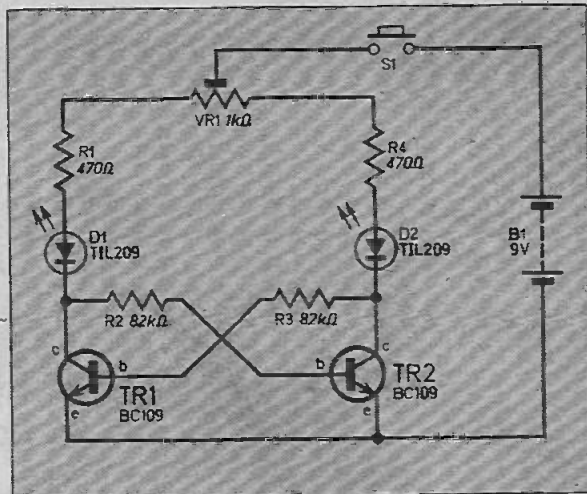 S1
VR1 1kΩ
R1
470Ω
R4
470Ω
D1
TIL209
D2
TIL209
B1
9V
R2 82kΩ
R3 82kΩ
c
b
e
TR1
BC109
c
b
e
TR2
BC109